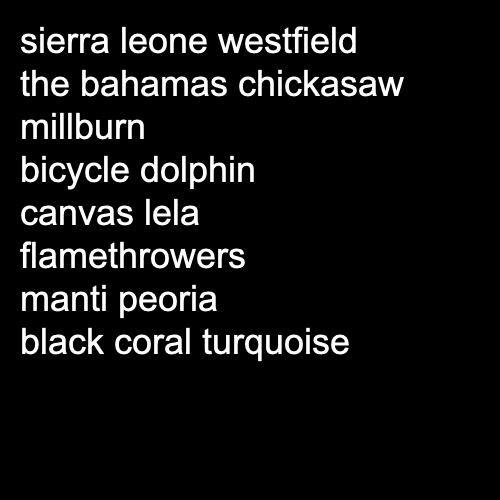 sierra leone westfield
the bahamas chickasaw
millburn
bicycle dolphin
canvas lela
flamethrowers
manti peoria
black coral turquoise